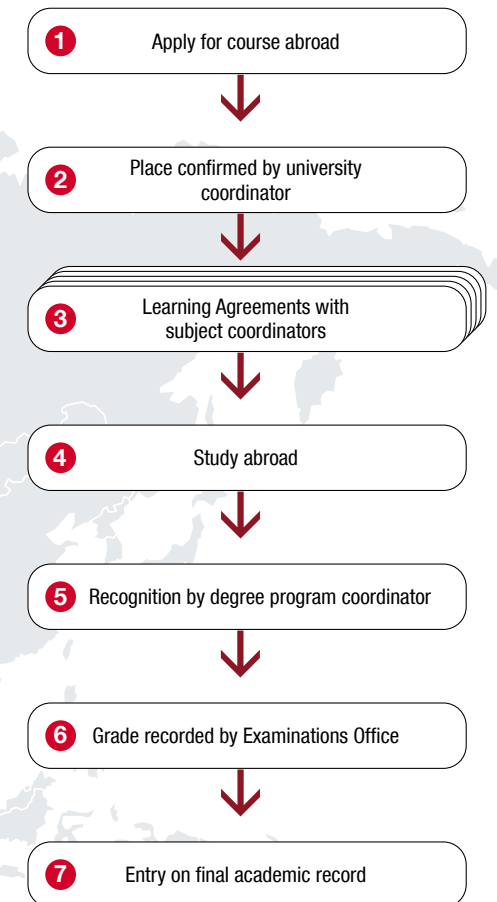 1 Apply for course abroad
2 Place confirmed by university
coordinator
3 Learning Agreements with
subject coordinators
4 Study abroad
5 Recognition by degree program coordinator
6 Grade recorded by Examinations Office
7 Entry on final academic record